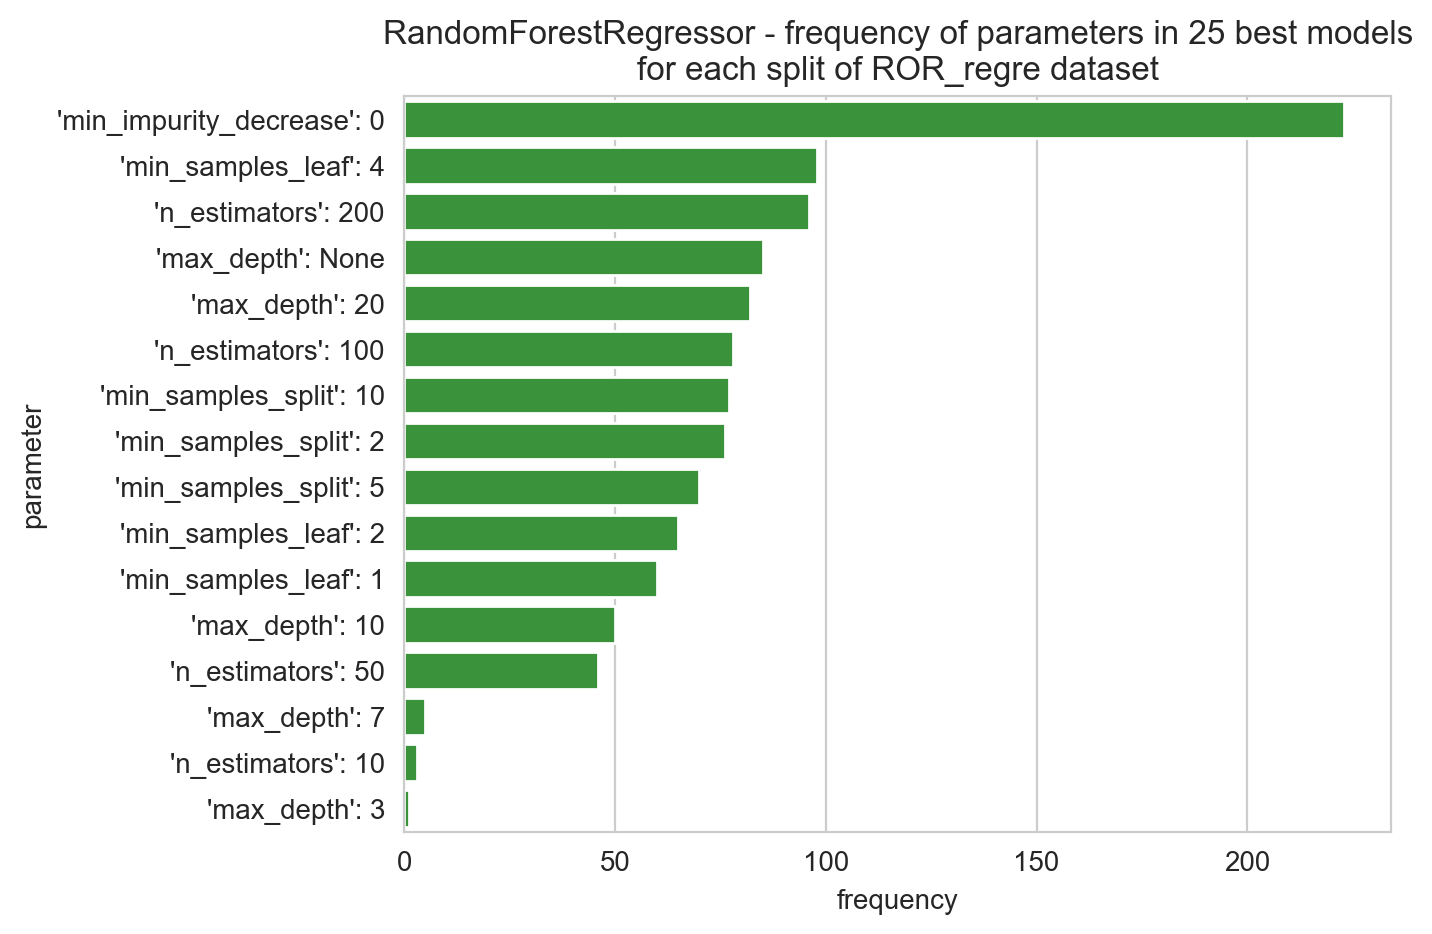 RandomForestRegressor - frequency of parameters in 25 best models
for each split of ROR_regre dataset
'min_impurity_decrease': 0
'min_samples_leaf': 4
'n_estimators': 200
'max_depth': None
'max_depth': 20
'n_estimators': 100
'min_samples_split': 10
'min_samples_split': 2
'min_samples_split': 5
'min_samples_leaf': 2
'min_samples_leaf': 1
'max_depth': 10
'n_estimators': 50
'max_depth': 7
'n_estimators': 10
'max_depth': 3
parameter
0 50 100 150 200
frequency